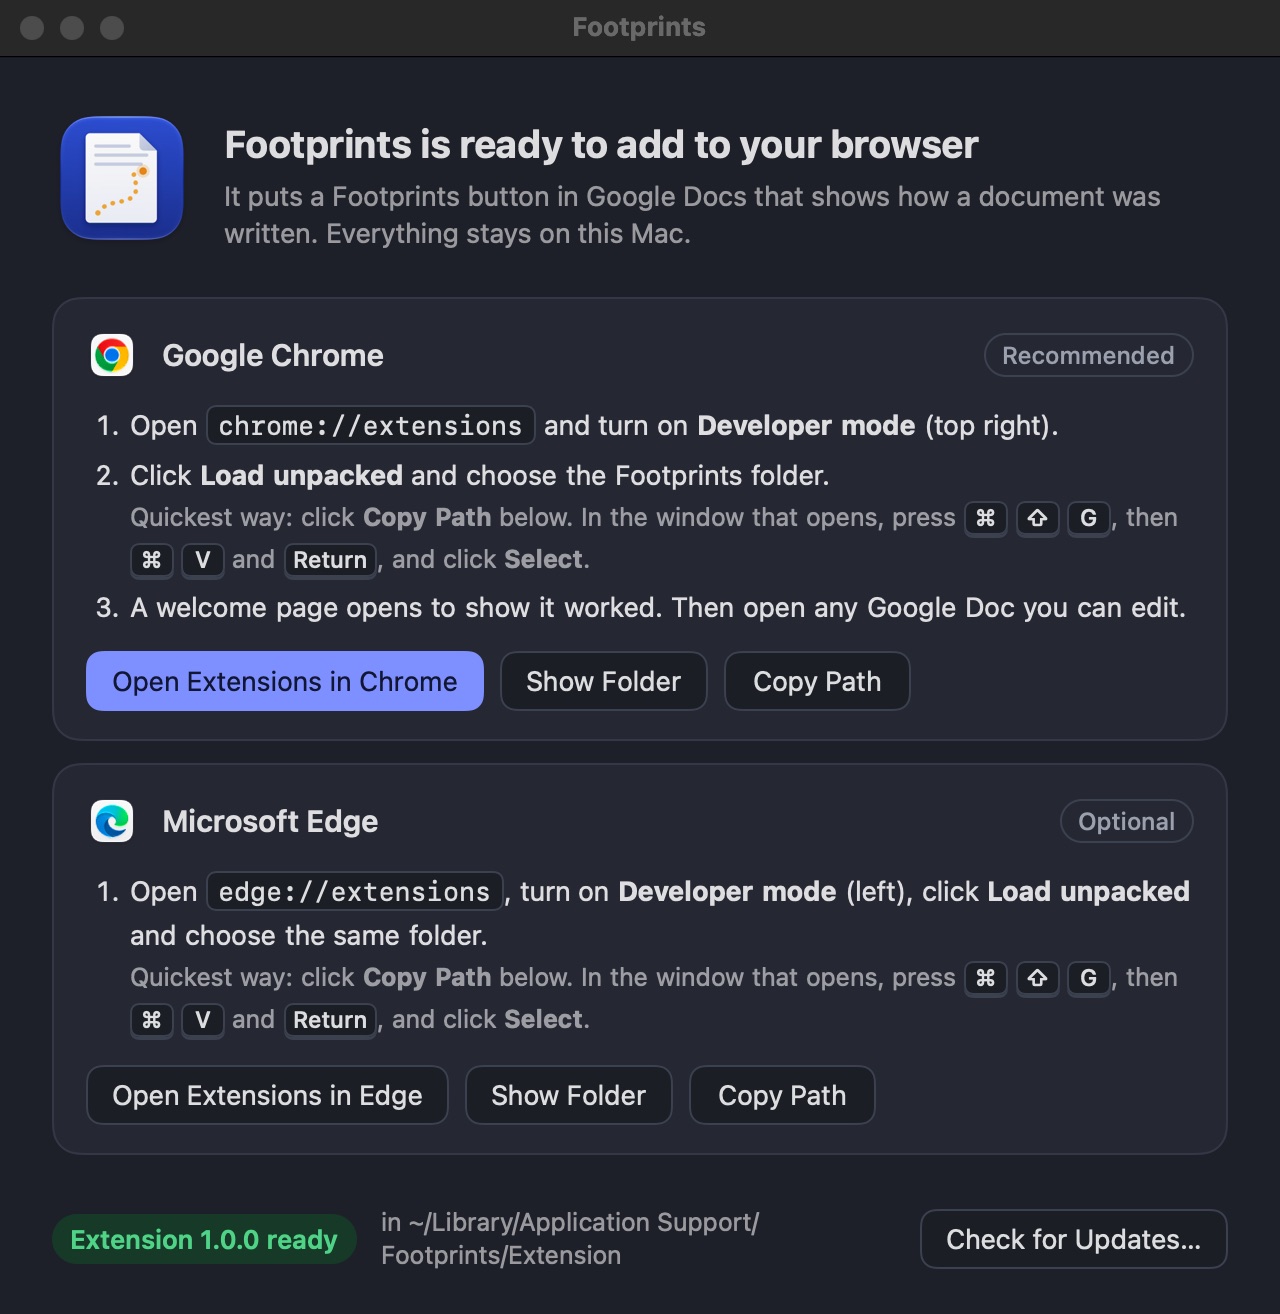 Footprints
Footprints is ready to add to your browser
It puts a Footprints button in Google Docs that shows how a document was
written. Everything stays on this Mac.
Google Chrome
Recommended
1. Open chrome://extensions and turn on Developer mode (top right).
2. Click Load unpacked and choose the Footprints folder.
Quickest way: click Copy Path below. In the window that opens, press ⌘ ⇧ G, then
⌘ V and Return, and click Select.
3. A welcome page opens to show it worked. Then open any Google Doc you can edit.
Open Extensions in Chrome
Show Folder
Copy Path
Microsoft Edge
Optional
1. Open edge://extensions, turn on Developer mode (left), click Load unpacked
and choose the same folder.
Quickest way: click Copy Path below. In the window that opens, press ⌘ ⇧ G, then
⌘ V and Return, and click Select.
Open Extensions in Edge
Show Folder
Copy Path
Extension 1.0.0 ready
in ~/Library/Application Support/
Footprints/Extension
Check for Updates...